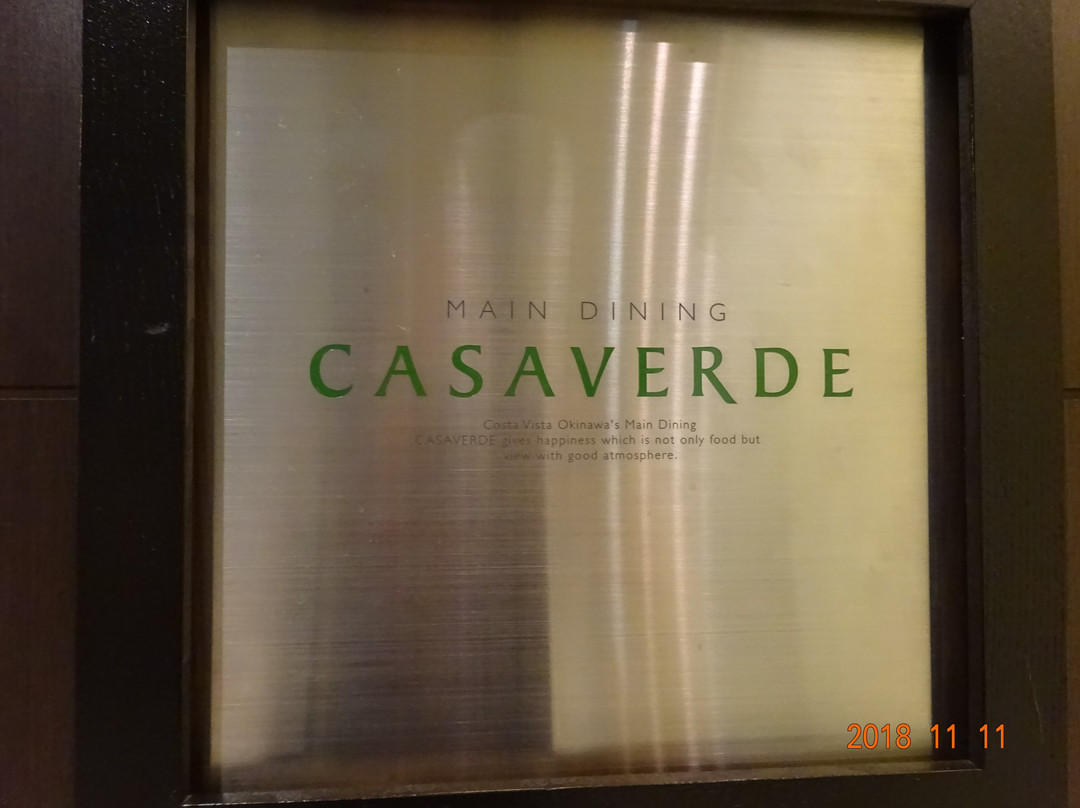 MAIN DINING
CASAVERDE
Costa Vista Okinawa's Main Dining
CASAVERDE gives happiness which is not only food but
view with good atmosphere.
2018 11 11